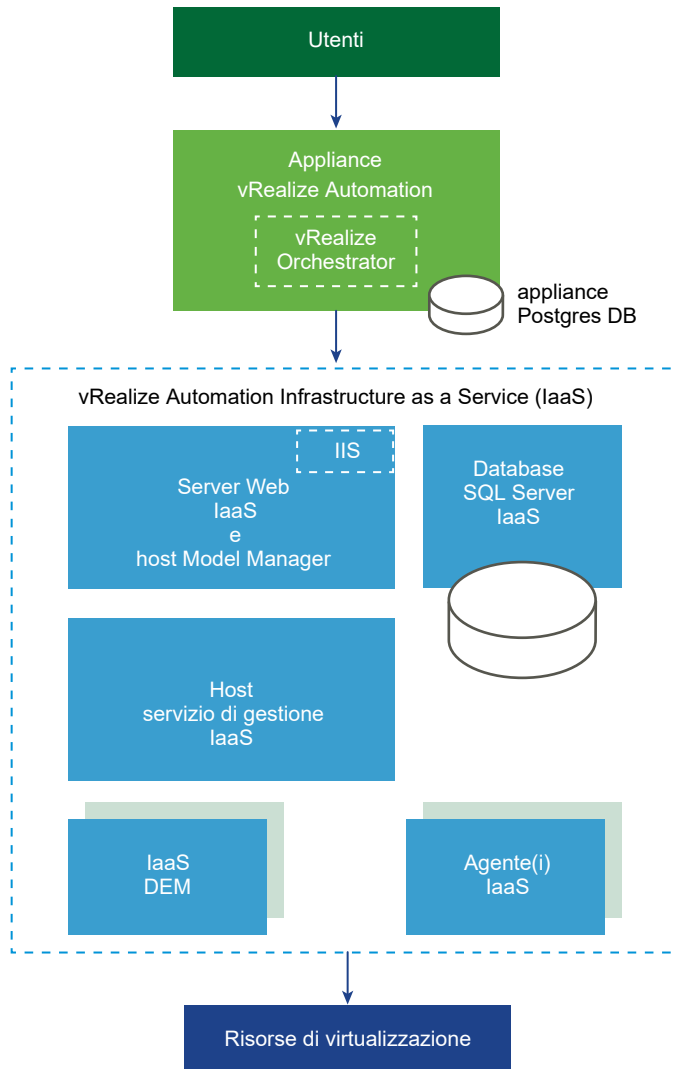 Utenti
Appliance
vRealize Automation
vRealize
Orchestrator
appliance
Postgres DB
vRealize Automation Infrastructure as a Service (IaaS)
IIS
Server Web
IaaS
e
host Model Manager
Database
SQL Server
IaaS
Host
servizio di gestione
IaaS
IaaS
DEM
Agente(i)
IaaS
Risorse di virtualizzazione